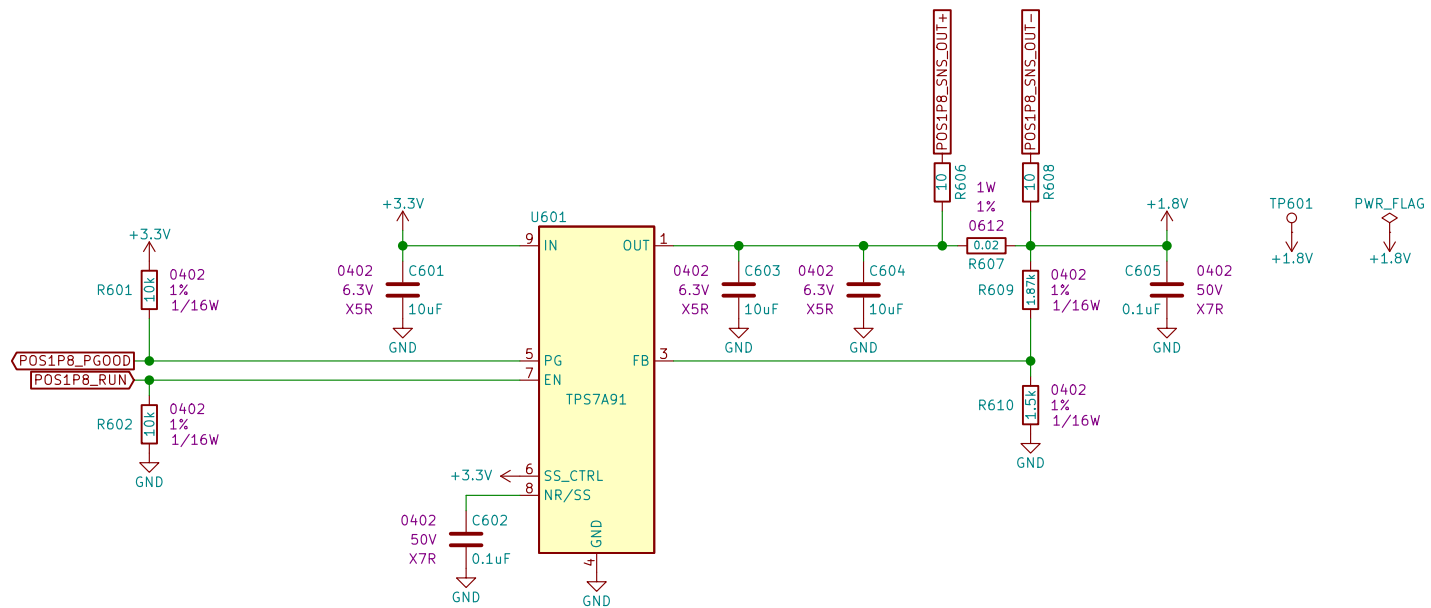 POS1P8_SNS_OUT+
POS1P8_SNS_OUT-
10
R606
10
R608
1W
1%
0612
0.02
R607
+3.3V
R601
10k
0402
1%
1/16W
+3.3V
0402
6.3V
X5R
C601
10uF
GND
U601
9
IN
OUT
1
5
PG
7
EN
FB
3
TPS7A91
6
SS_CTRL
8
NR/SS
GND
4
GND
0402
6.3V
X5R
C603
10uF
GND
0402
6.3V
X5R
C604
10uF
GND
R609
1.87k
0402
1%
1/16W
+1.8V
C605
0.1uF
0402
50V
X7R
GND
TP601
+1.8V
PWR_FLAG
+1.8V
POS1P8_PGOOD
POS1P8_RUN
R602
10k
0402
1%
1/16W
GND
R610
1.5k
0402
1%
1/16W
GND
+3.3V
0402
50V
X7R
C602
0.1uF
GND